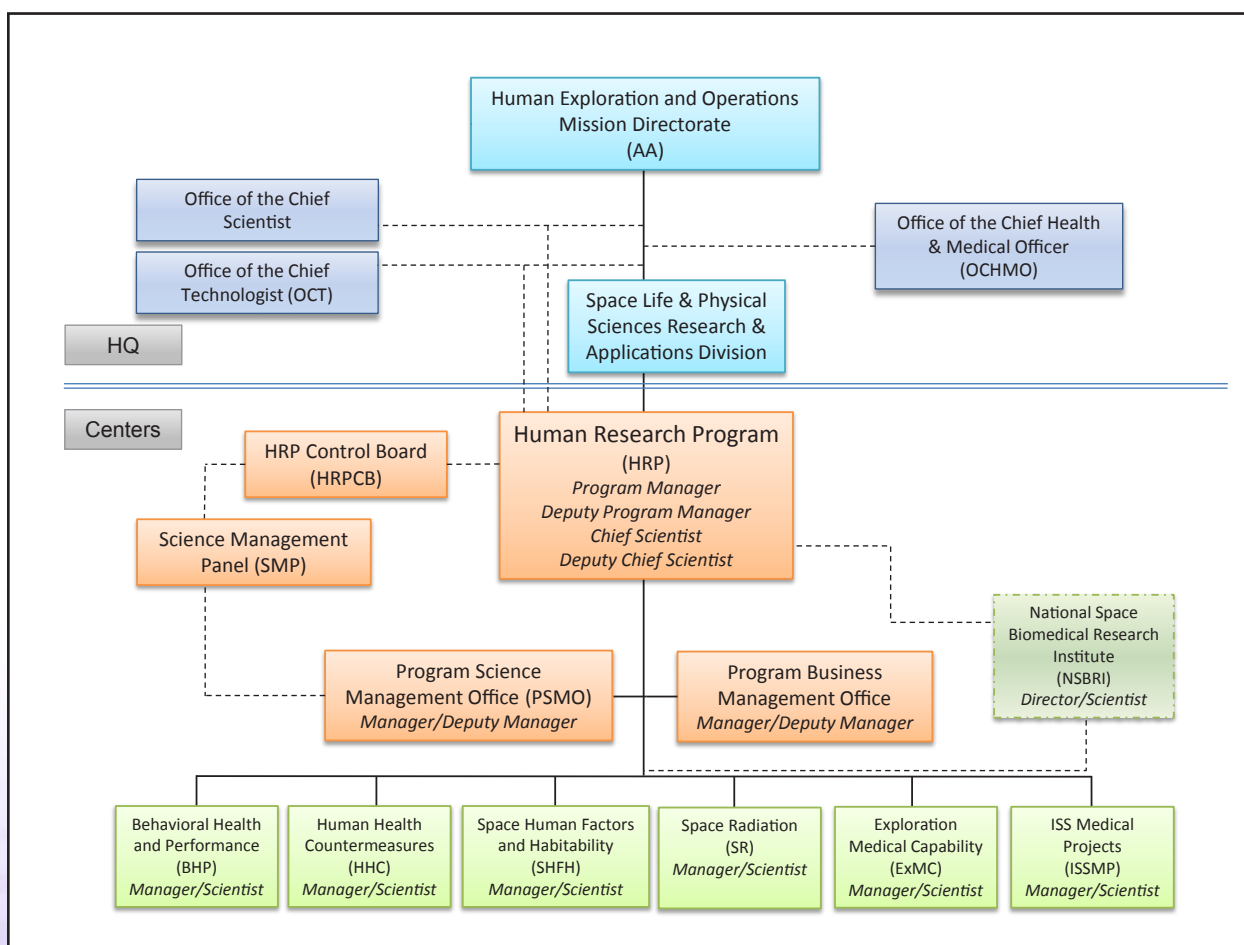 Human Exploration and Operations
Mission Directorate
(AA)
Office of the Chief
Scientist
Office of the Chief Health
& Medical Officer
(OCHMO)
Office of the Chief
Technologist (OCT)
Space Life & Physical
Sciences Research &
Applications Division
HQ
Centers
Human Research Program
(HRP)
Program Manager
Deputy Program Manager
Chief Scientist
Deputy Chief Scientist
HRP Control Board
(HRPCB)
Science Management
Panel (SMP)
National Space
Biomedical Research
Institute
(NSBRI)
Director/Scientist
Program Science
Management Office (PSMO)
Manager/Deputy Manager
Program Business
Management Office
Manager/Deputy Manager
Behavioral Health
and Performance
(BHP)
Manager/Scientist
Human Health
Countermeasures
(HHC)
Manager/Scientist
Space Human Factors
and Habitability
(SHFH)
Manager/Scientist
Space Radiation
(SR)
Manager/Scientist
Exploration
Medical Capability
(ExMC)
Manager/Scientist
ISS Medical
Projects
(ISSMP)
Manager/Scientist